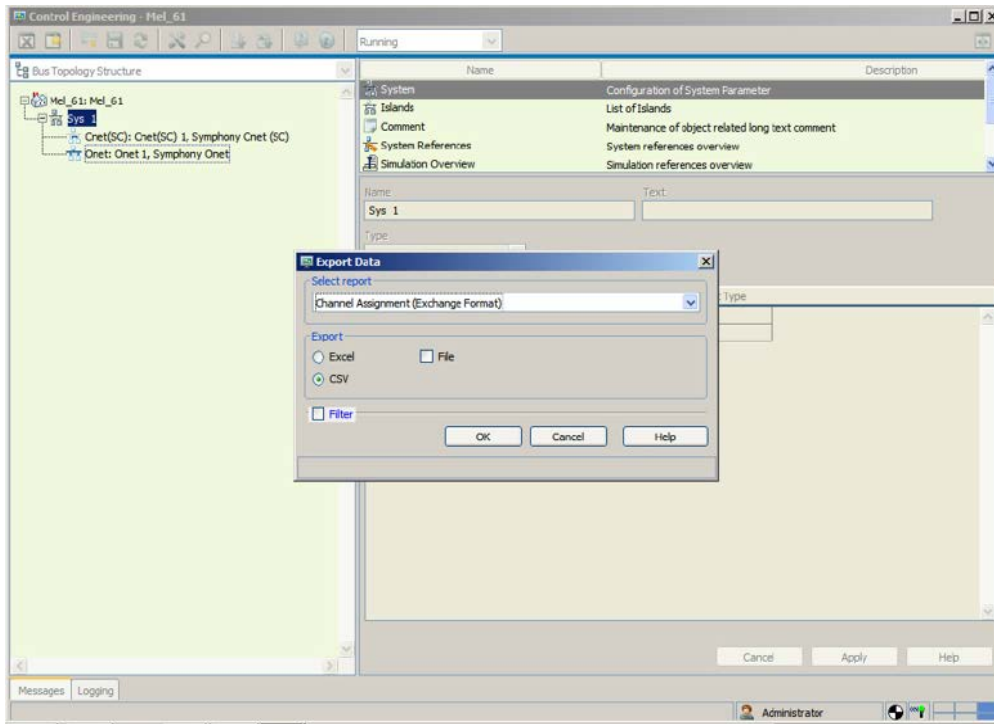 Control Engineering - Mel_61
Running
Bus Topology Structure
Mel_61: Mel_61
Sys 1
Cnet(SC): Cnet(SC) 1, Symphony Cnet (SC)
Onet: Onet 1, Symphony Onet
Name Description
System Configuration of System Parameter
Islands List of Islands
Comment Maintenance of object related long text comment
System References System references overview
Simulation Overview Simulation references overview
Name Text
Sys 1
Type
Type
Export Data
Select report
Channel Assignment (Exchange Format)
Export
Excel File
CSV
Filter
OK Cancel Help
Cancel Apply Help
Messages Logging
Administrator